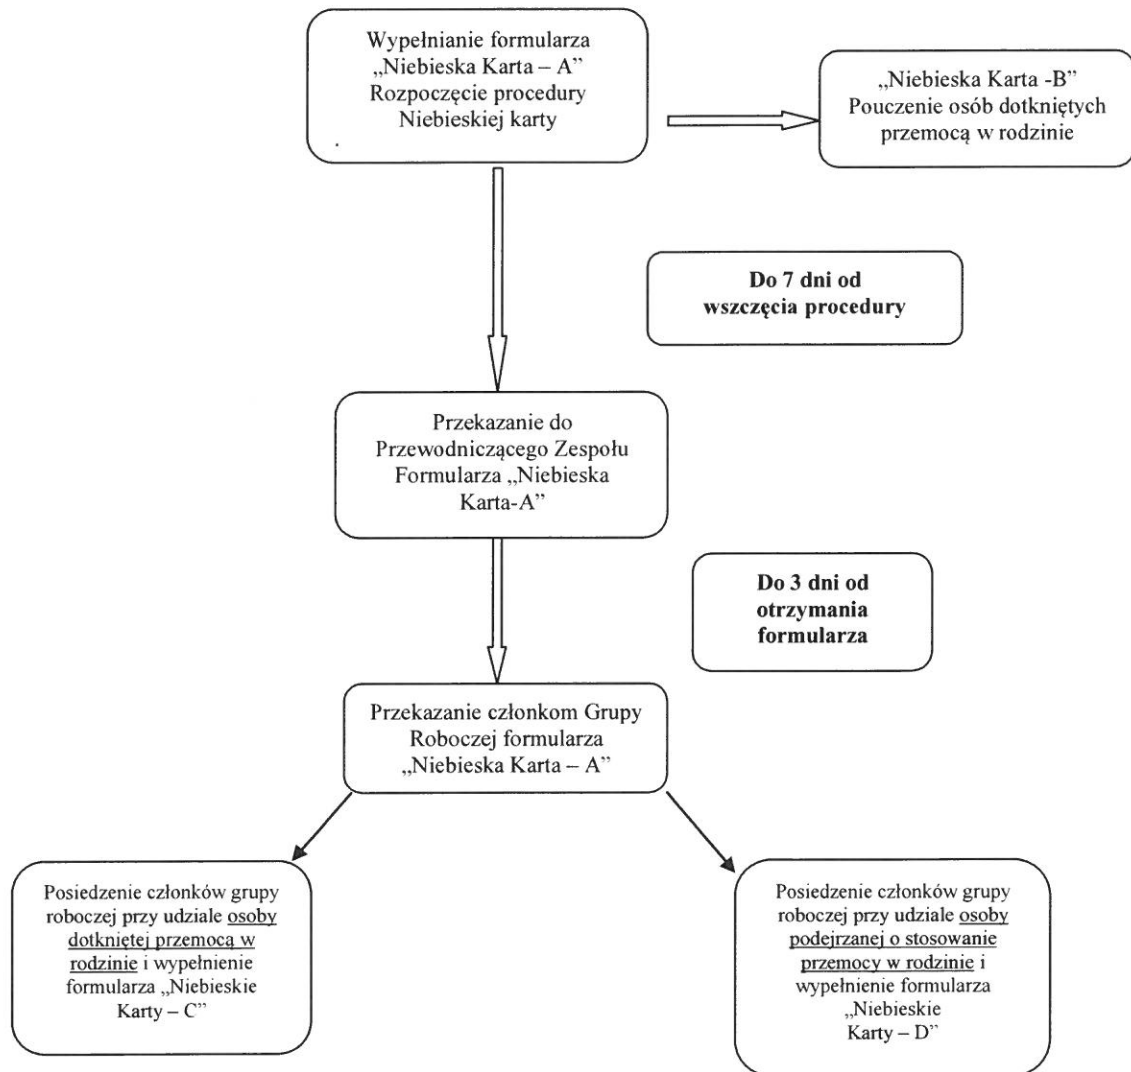 Wypełnianie formularza
„Niebieska Karta – A”
Rozpoczęcie procedury
Niebieskiej karty
„Niebieska Karta -B”
Pouczenie osób dotkniętych
przemocą w rodzinie
Do 7 dni od
wszczęcia procedury
Przekazanie do
Przewodniczącego Zespołu
Formularza „Niebieska
Karta-A”
Do 3 dni od
otrzymania
formularza
Przekazanie członkom Grupy
Roboczej formularza
„Niebieska Karta – A”
Posiedzenie członków grupy
roboczej przy udziale osoby
dotkniętej przemocą w
rodzinie i wypełnienie
formularza „Niebieskie
Karty – C”
Posiedzenie członków grupy
roboczej przy udziale osoby
podejrzanej o stosowanie
przemocy w rodzinie i
wypełnienie formularza
„Niebieskie
Karty – D”